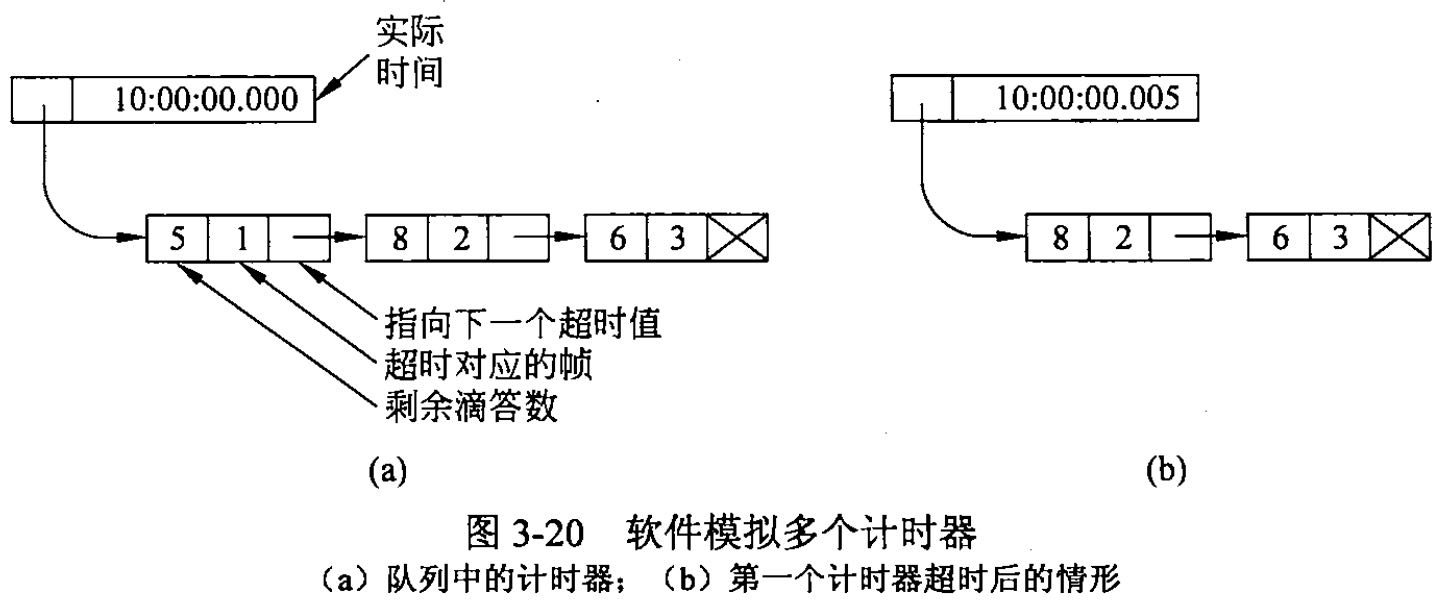 实际
时间
10:00:00.000
10:00:00.005
5 1 8 2 6 3
8 2 6 3
指向下一个超时值
超时对应的帧
剩余滴答数
(a)
(b)
图 3-20 软件模拟多个计时器
（a）队列中的计时器；（b）第一个计时器超时后的情形